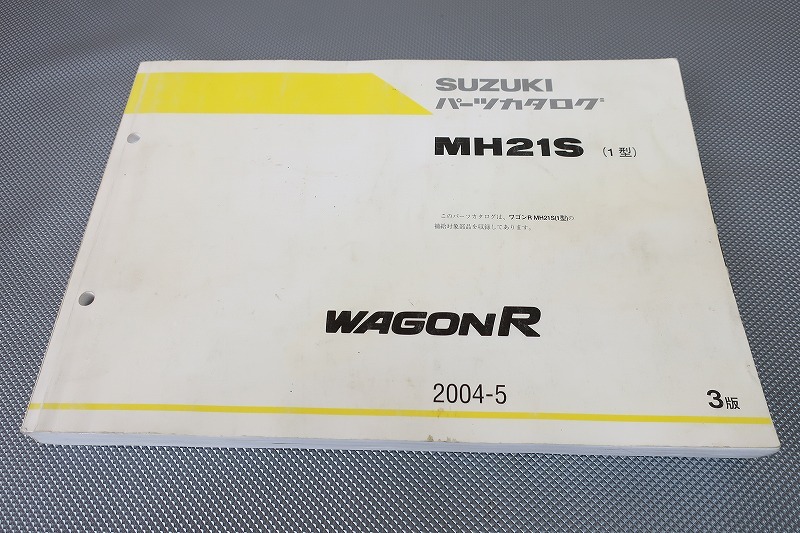 SUZUKI
パーツカタログ
MH21S (1型)
このパーツカタログは、ワゴンR MH21S(1型)の
補給対象部品を収録してあります。
WAGONR
2004-5
3版